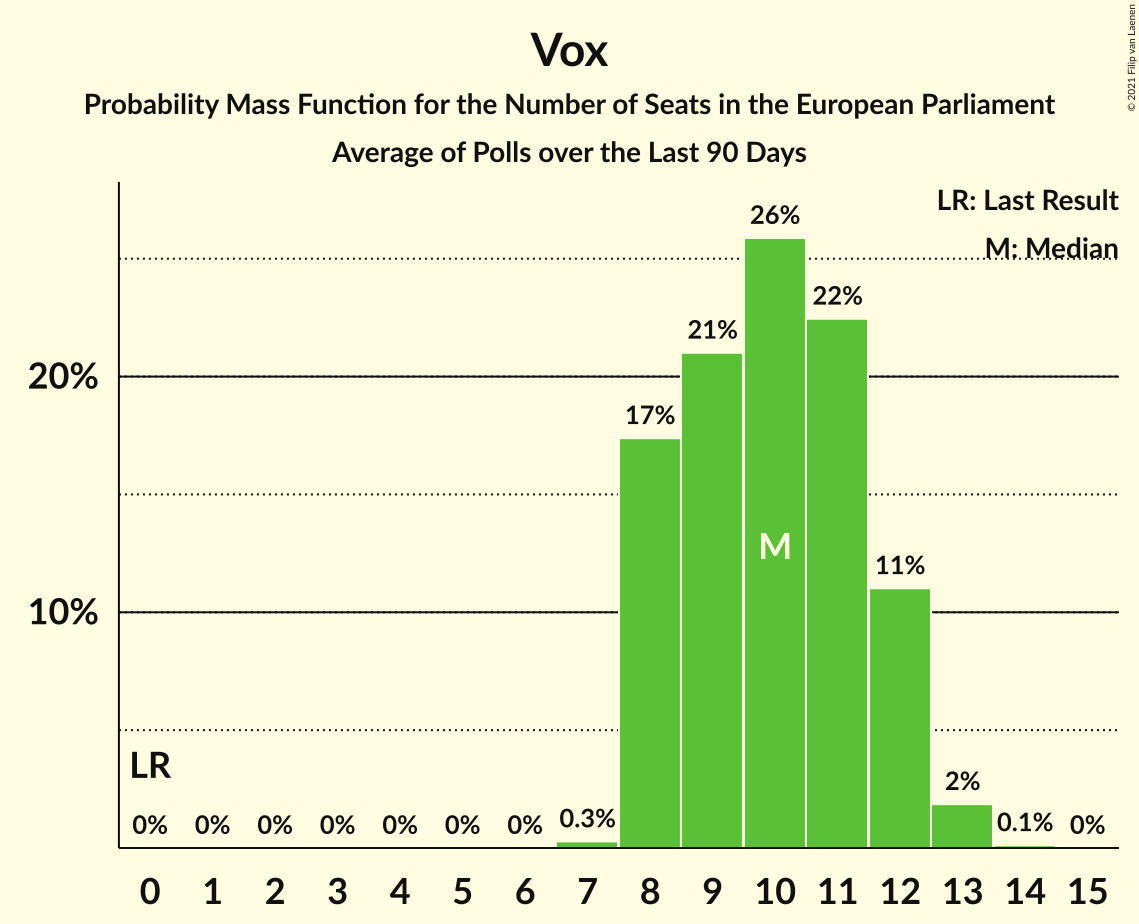 Vox
Probability Mass Function for the Number of Seats in the European Parliament
Average of Polls over the Last 90 Days
© 2021 Filip van Laenen
LR: Last Result
M: Median
26%
22%
21%
20%
17%
M
11%
10%
LR
2%
0% 0% 0% 0% 0% 0% 0% 0.3% 0.1% 0%
0 1 2 3 4 5 6 7 8 9 10 11 12 13 14 15